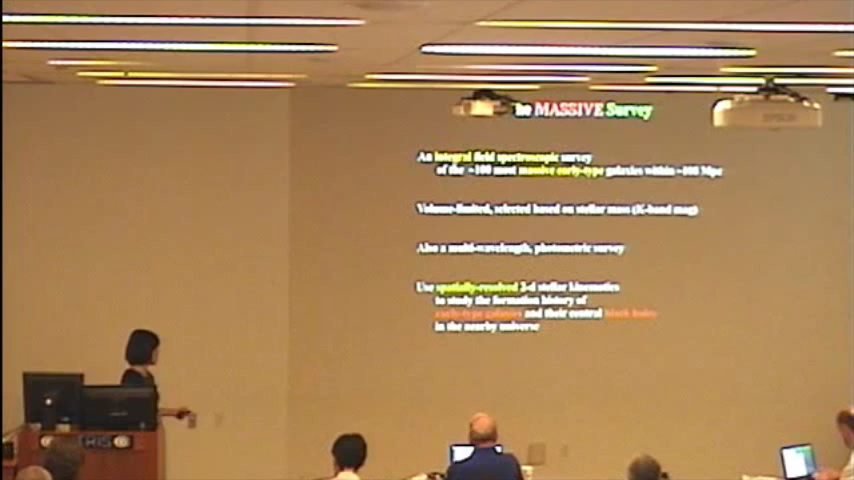 he MASSIVE Survey
An integral field spectroscopic survey
of the ~100 most massive early-type galaxies within ~108 Mpc
Volume-limited, selected based on stellar mass (K-band mag)
Also a multi-wavelength, photometric survey
Use spatially-resolved 2-d stellar kinematics
to study the formation history of
early-type galaxies and their central black holes
in the nearby universe
EPSON
RIS